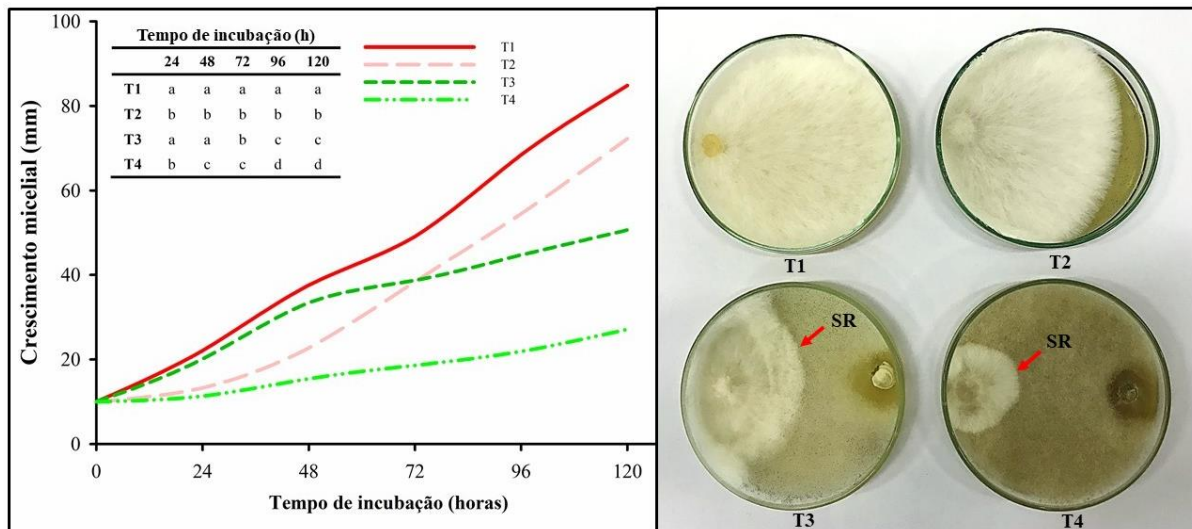 Crescimento micelial (mm)
100
80
60
40
20
0
Tempo de incubação (h)
24 48 72 96 120
T1 a a a a a
T2 b b b b b
T3 a a b c c
T4 b c c d d
T1
T2
T3
T4
0 24 48 72 96 120
Tempo de incubação (horas)
T1
T2
SR
SR
T3
T4